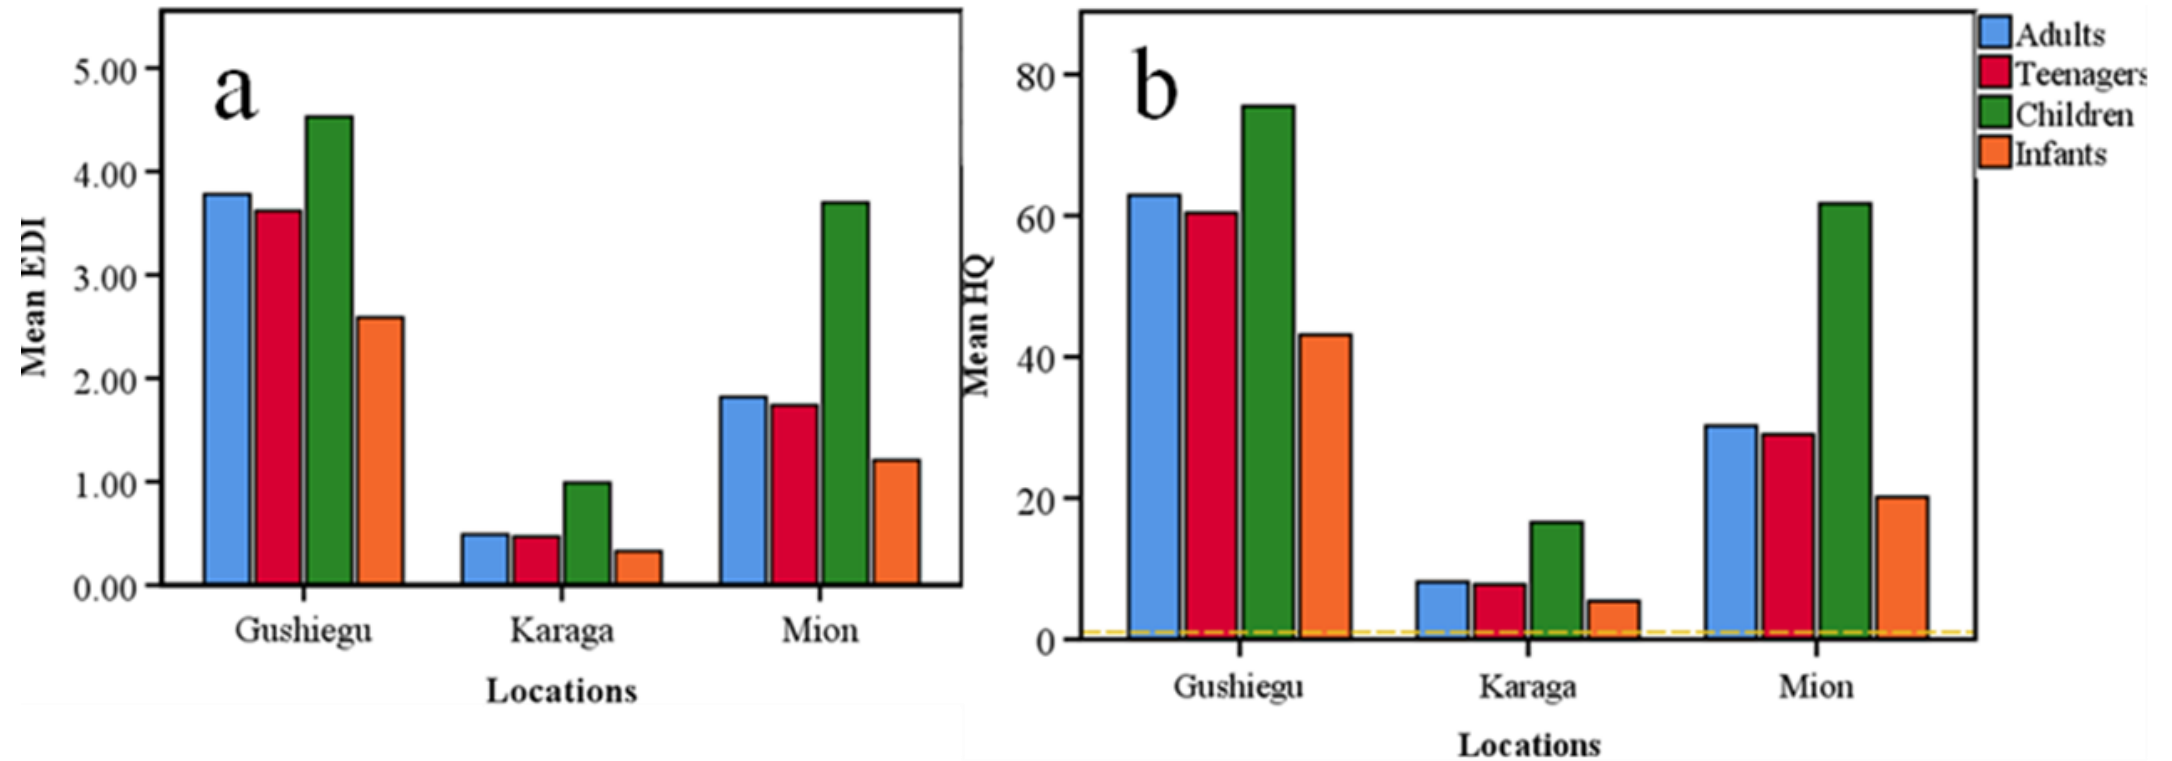 a
5.00
4.00
3.00
2.00
1.00
0.00
Mean EDI
Gushiegu
Karaga
Mion
Locations
b
80
60
40
20
0
Mean HQ
Gushiegu
Karaga
Mion
Locations
Adults
Teenagers
Children
Infants